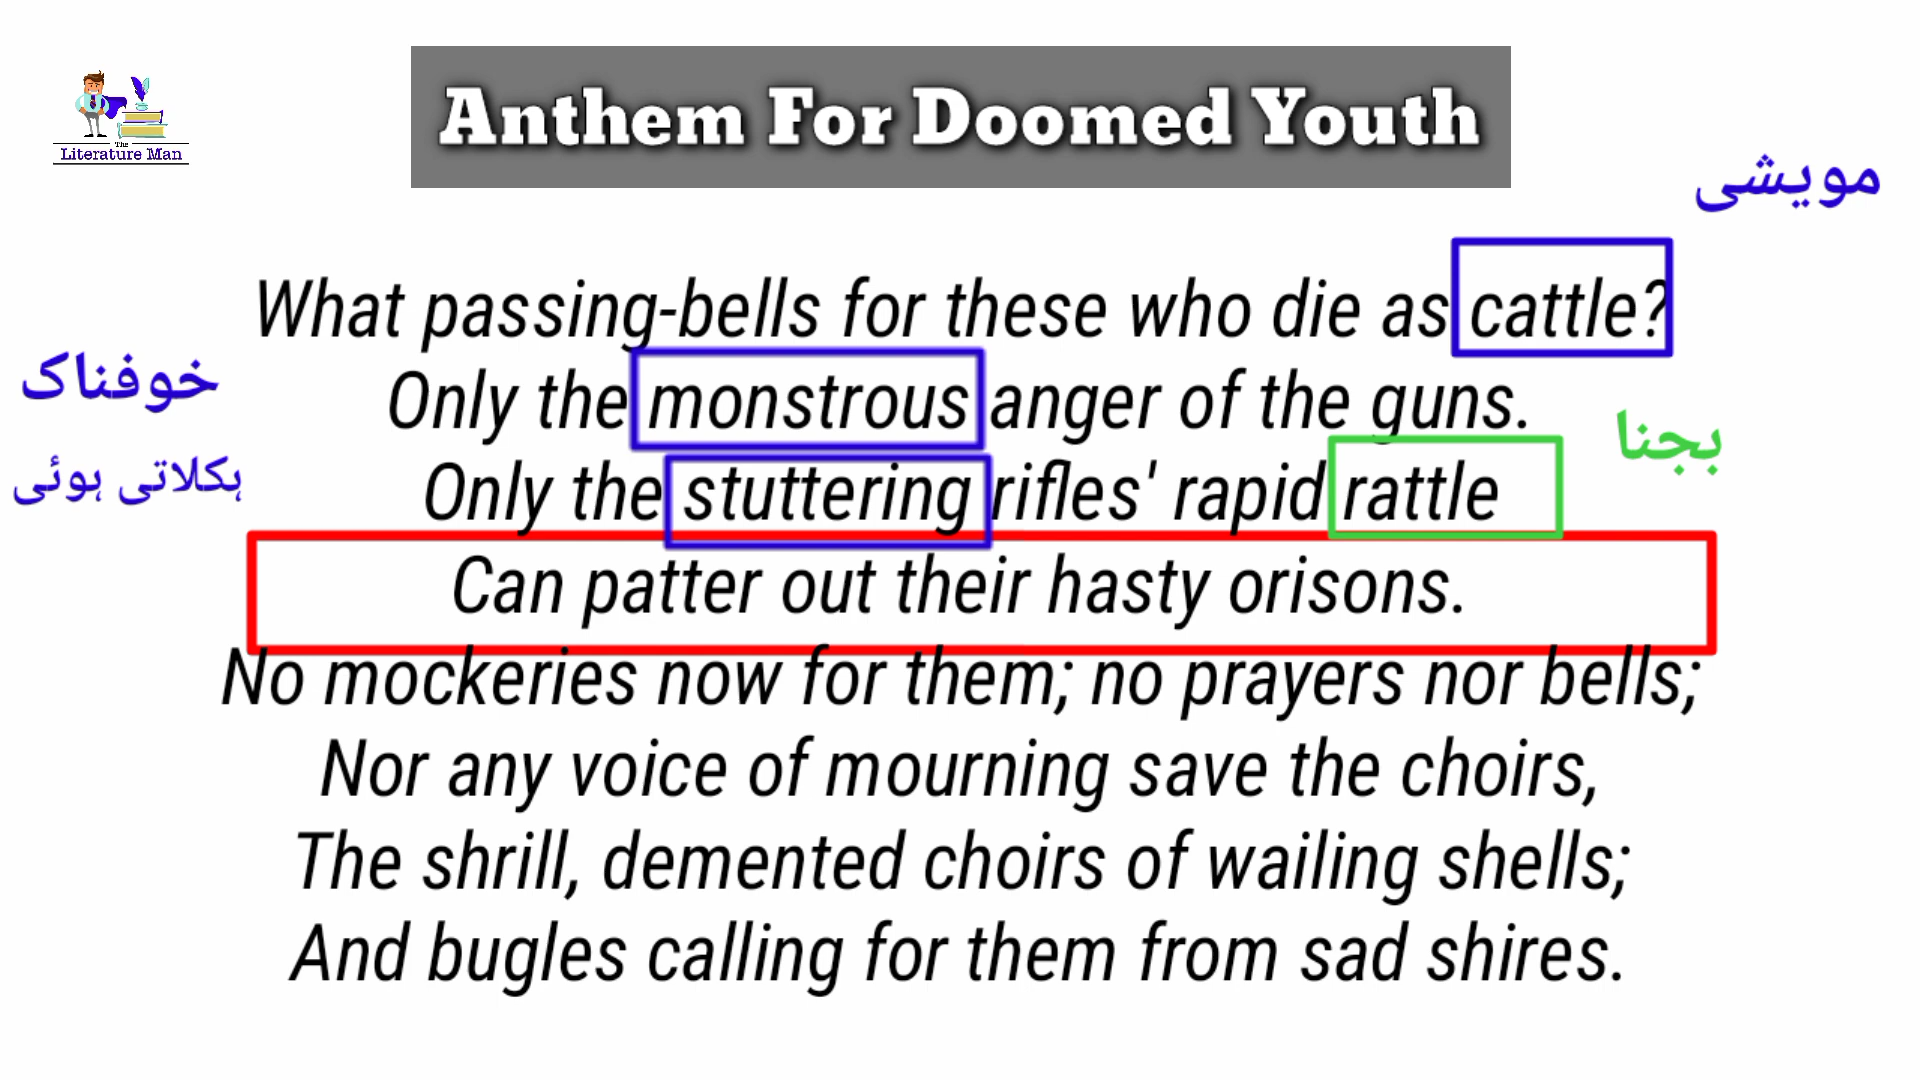 Anthem For Doomed Youth
The
Literature Man
مویشی
What passing-bells for these who die as cattle?
خوفناک
Only the monstrous anger of the guns.
بجنا
ہکلاتی ہوئی
Only the stuttering rifles' rapid rattle
Can patter out their hasty orisons.
No mockeries now for them; no prayers nor bells;
Nor any voice of mourning save the choirs,
The shrill, demented choirs of wailing shells;
And bugles calling for them from sad shires.